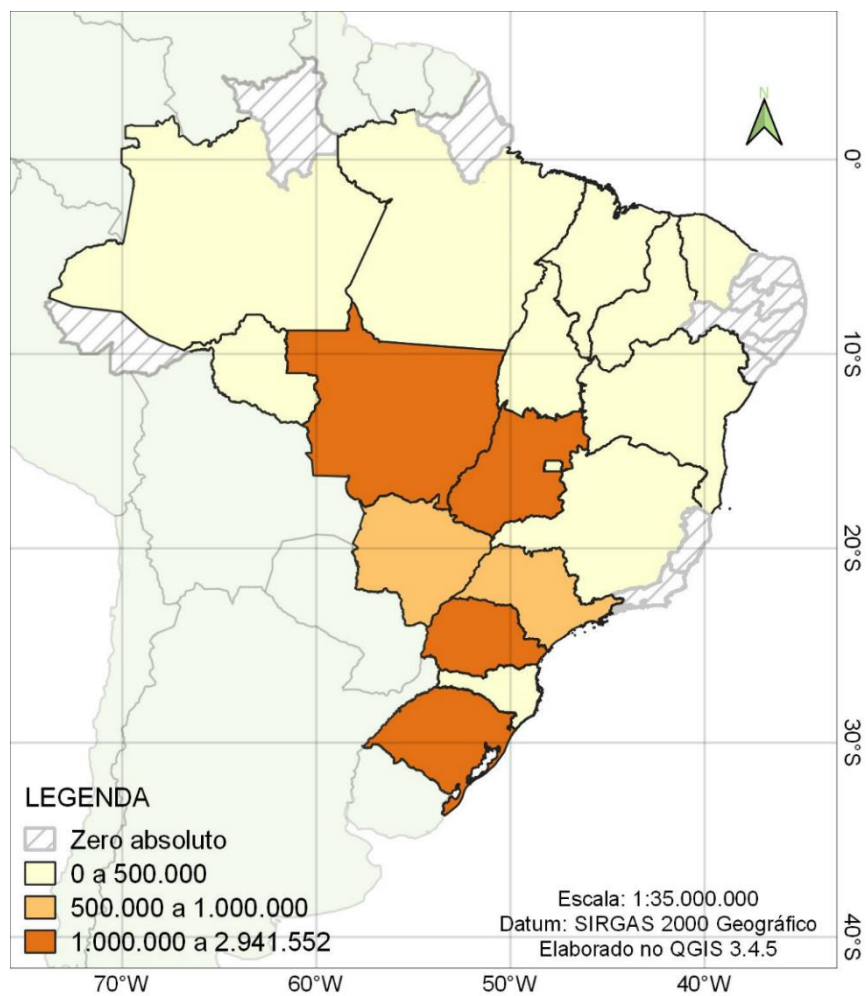 N
0°
10°S
20°S
30°S
40°S
LEGENDA
Zero absoluto
0 a 500.000
500.000 a 1.000.000
1.000.000 a 2.941.552
Escala: 1:35.000.000
Datum: SIRGAS 2000 Geográfico
Elaborado no QGIS 3.4.5
70°W 60°W 50°W 40°W